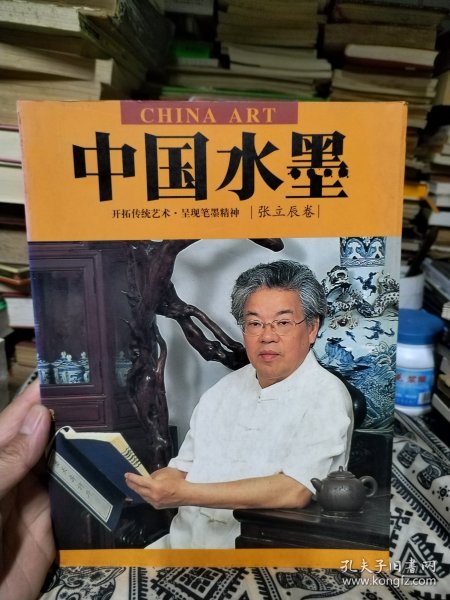 CHINA ART
中国水墨
开拓传统艺术·呈现笔墨精神 |张立辰卷|
孔夫子旧书网
www.kongfz.com